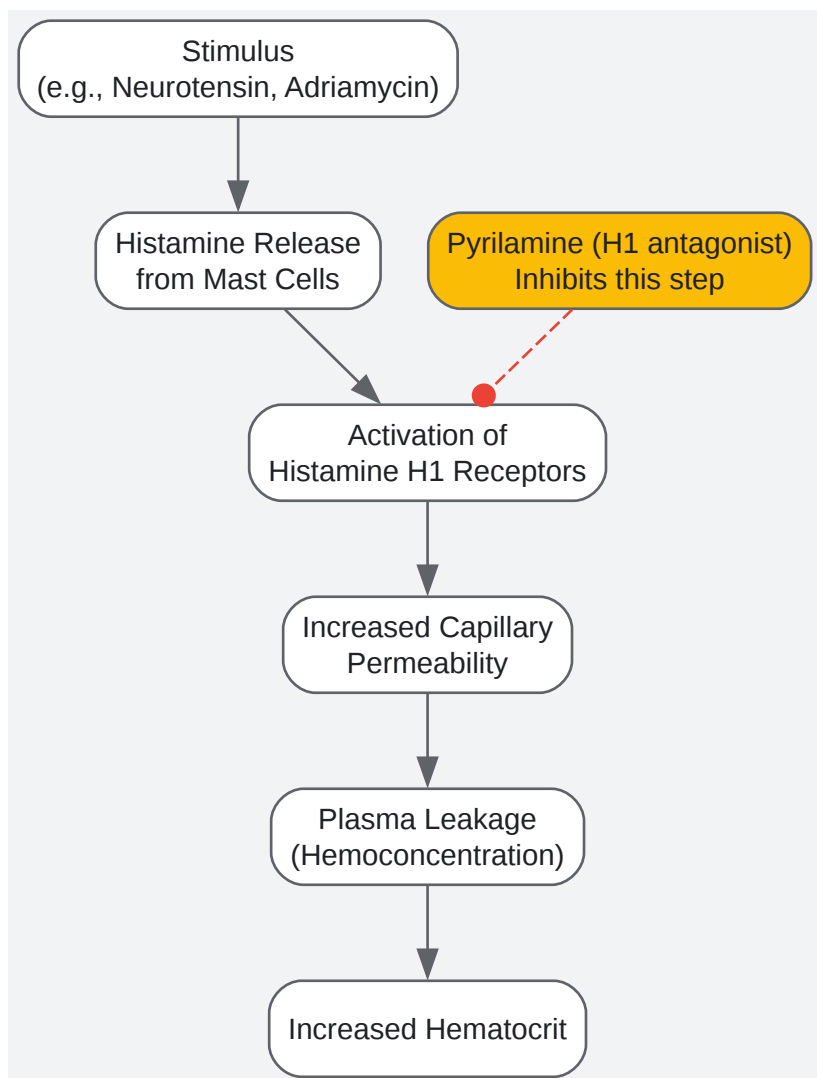 Stimulus
(e.g., Neurotensin, Adriamycin)
Histamine Release
from Mast Cells
Pyrilamine (H1 antagonist)
Inhibits this step
Activation of
Histamine H1 Receptors
Increased Capillary
Permeability
Plasma Leakage
(Hemoconcentration)
Increased Hematocrit